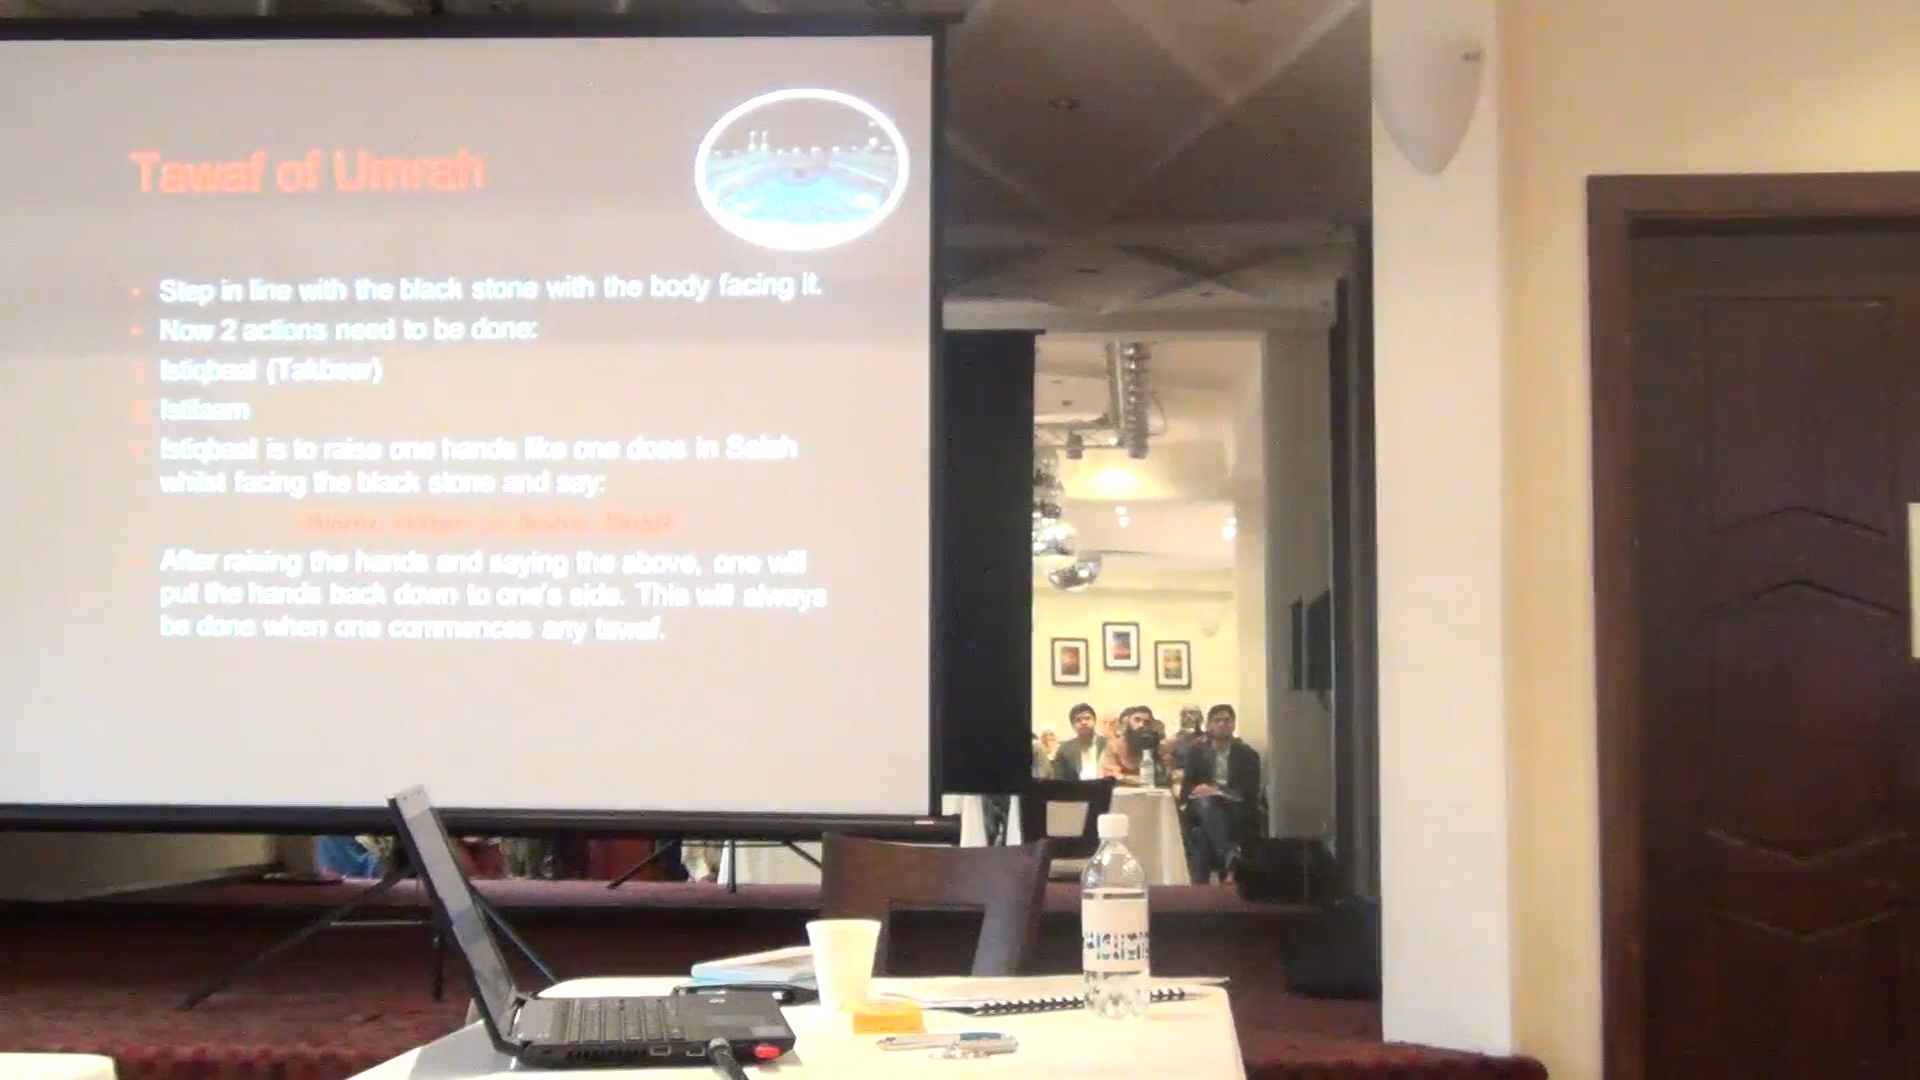 Tawaf of Umrah
Step in line with the black stone with the body facing it.
Now 2 actions need to be done:
Istiqbaal (Takbeer)
Istilaam
Istiqbaal is to raise one hands like one does in Salah
whilst facing the black stone and say:
After raising the hands and saying the above, one will
put the hands back down to one's side. This will always
be done when one commences any tawaf.